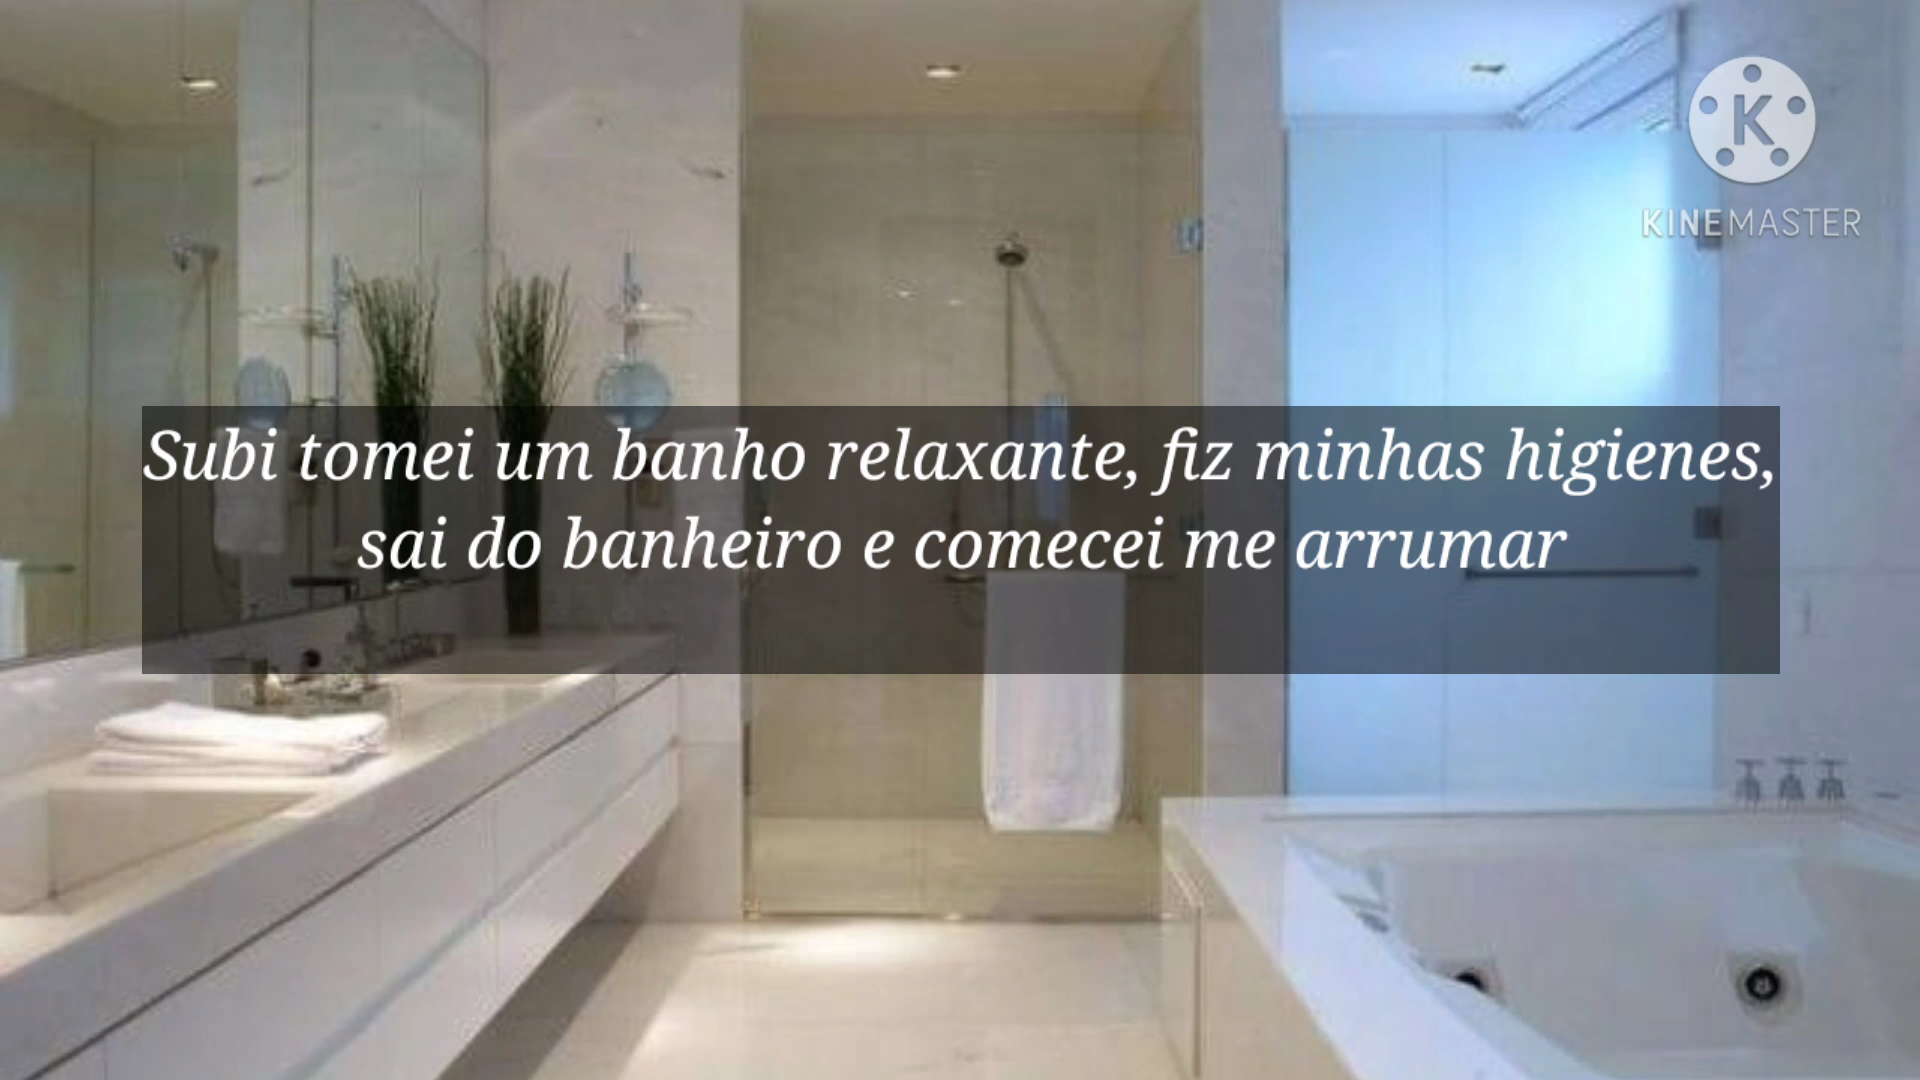 K
KINEMASTER
Subi tomei um banho relaxante, fiz minhas higienes,
sai do banheiro e comecei me arrumar